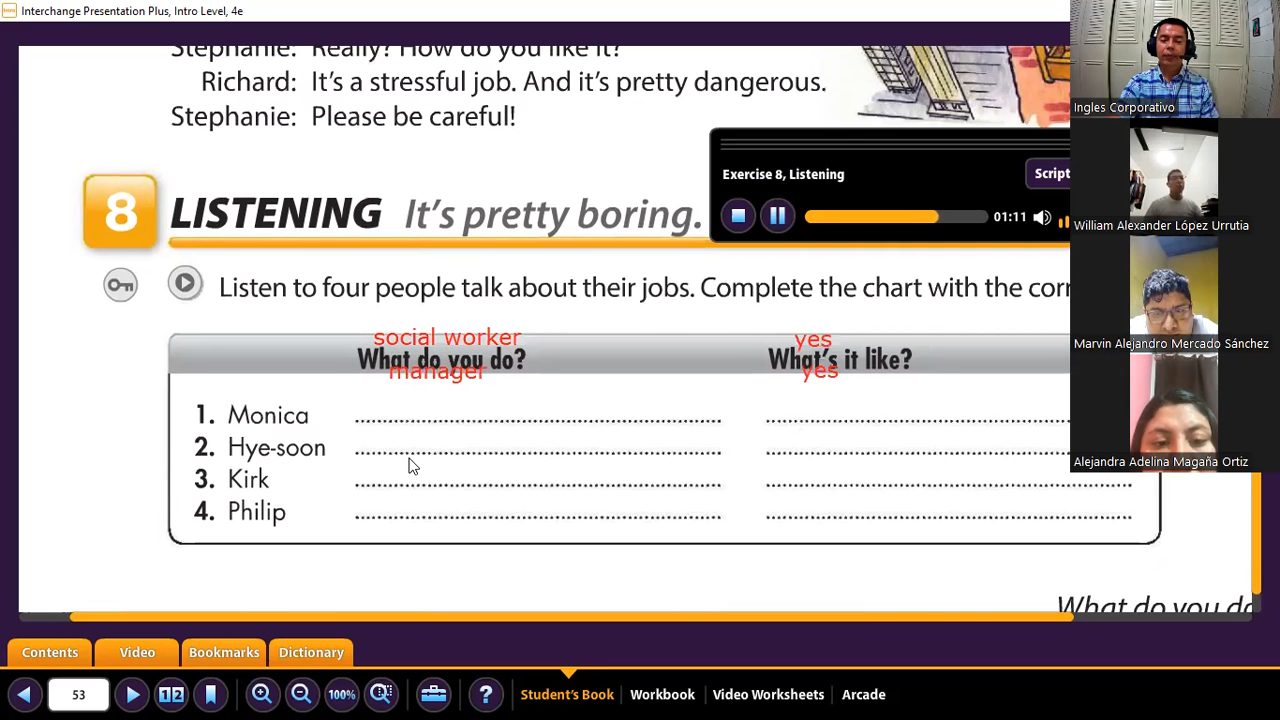 Interchange Presentation Plus, Intro Level, 4e
Stephanie: Really? How do you like it?
Richard: It's a stressful job. And it's pretty dangerous.
Stephanie: Please be careful!
Ingles Corporativo
Exercise 8, Listening
Script
01:11
8 LISTENING It's pretty boring.
William Alexander López Urrutia
Listen to four people talk about their jobs. Complete the chart with the corr
social worker yes
What do you do? What's it like?
manager yes
Marvin Alejandro Mercado Sánchez
1. Monica
2. Hye-soon
3. Kirk
4. Philip
Alejandra Adelina Magaña Ortiz
What do you do
Contents Video Bookmarks Dictionary
53 12 100% ? Student's Book Workbook Video Worksheets Arcade